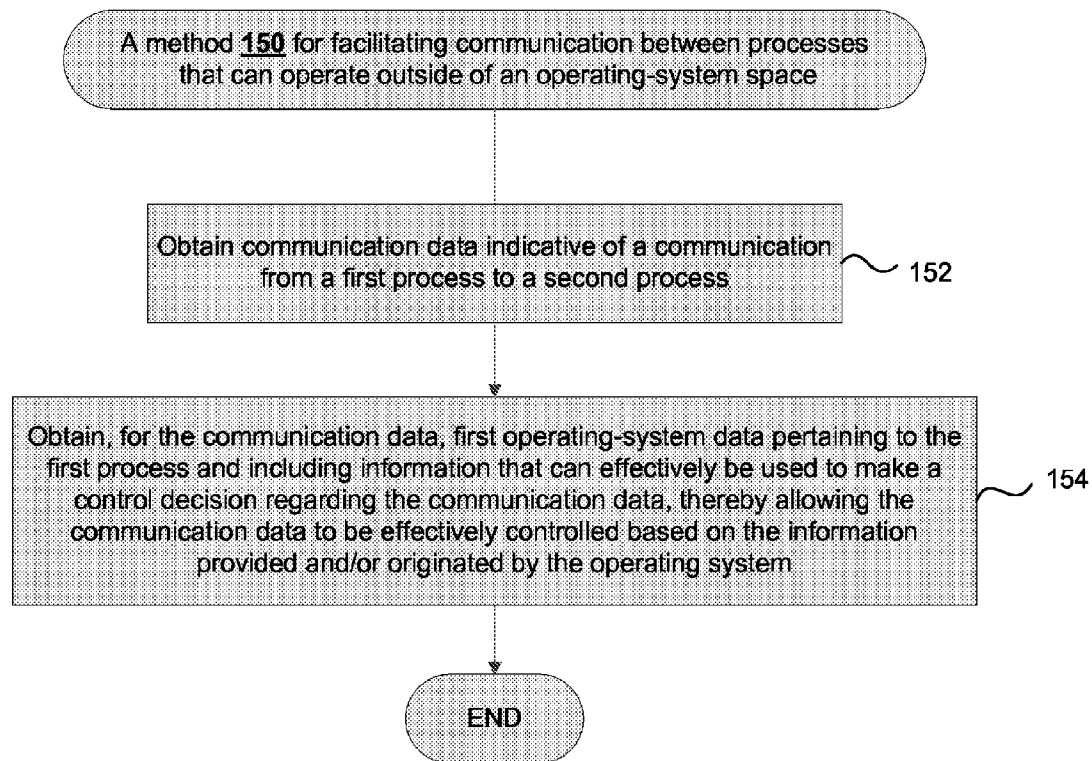 A method 150 for facilitating communication between processes
that can operate outside of an operating-system space
Obtain communication data indicative of a communication
from a first process to a second process
152
Obtain, for the communication data, first operating-system data pertaining to the
first process and including information that can effectively be used to make a
control decision regarding the communication data, thereby allowing the
communication data to be effectively controlled based on the information
provided and/or originated by the operating system
154
END